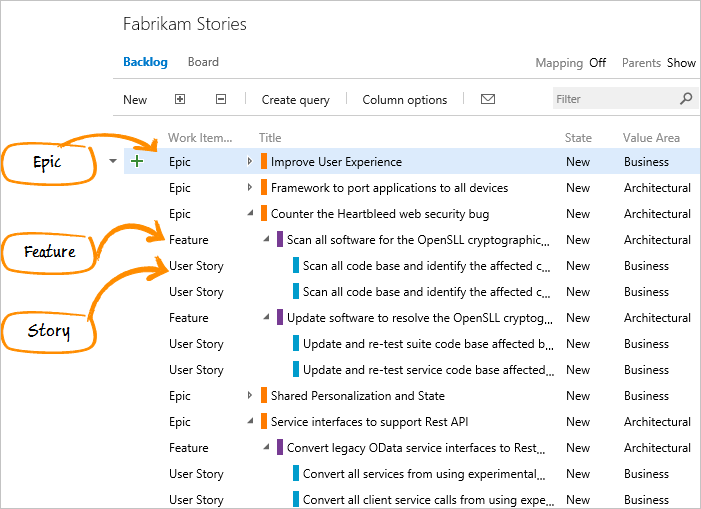 Fabrikam Stories
Backlog Board
Mapping Off Parents Show
New Create query Column options Filter
Work Item... Title State Value Area
Epic
Epic Improve User Experience New Business
Epic Framework to port applications to all devices New Architectural
Epic Counter the Heartbleed web security bug New Business
Feature
Feature Scan all software for the OpenSLL cryptographic... New Architectural
User Story Scan all code base and identify the affected c... New Business
User Story Scan all code base and identify the affected c... New Business
Story
Feature Update software to resolve the OpenSLL cryptog... New Architectural
User Story Update and re-test suite code base affected b... New Business
User Story Update and re-test service code base affected... New Business
Epic Shared Personalization and State New Business
Epic Service interfaces to support Rest API New Architectural
Feature Convert legacy OData service interfaces to Rest... New Architectural
User Story Convert all services from using experimental... New Business
User Story Convert all client service calls from using expe... New Business